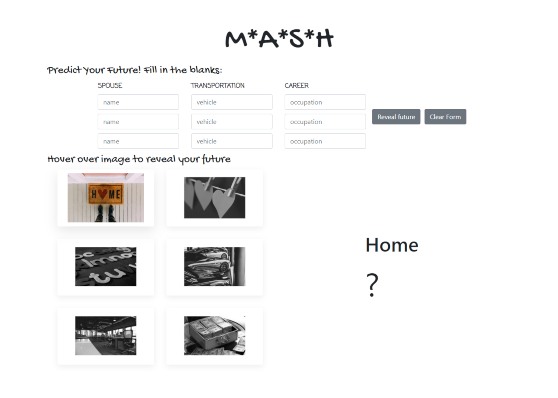 M*A*S*H
Predict Your Future! Fill in the blanks:
SPOUSE TRANSPORTATION CAREER
name vehicle occupation
name vehicle occupation Reveal future Clear Form
name vehicle occupation
Hover over image to reveal your future
H♥ME
Home
?